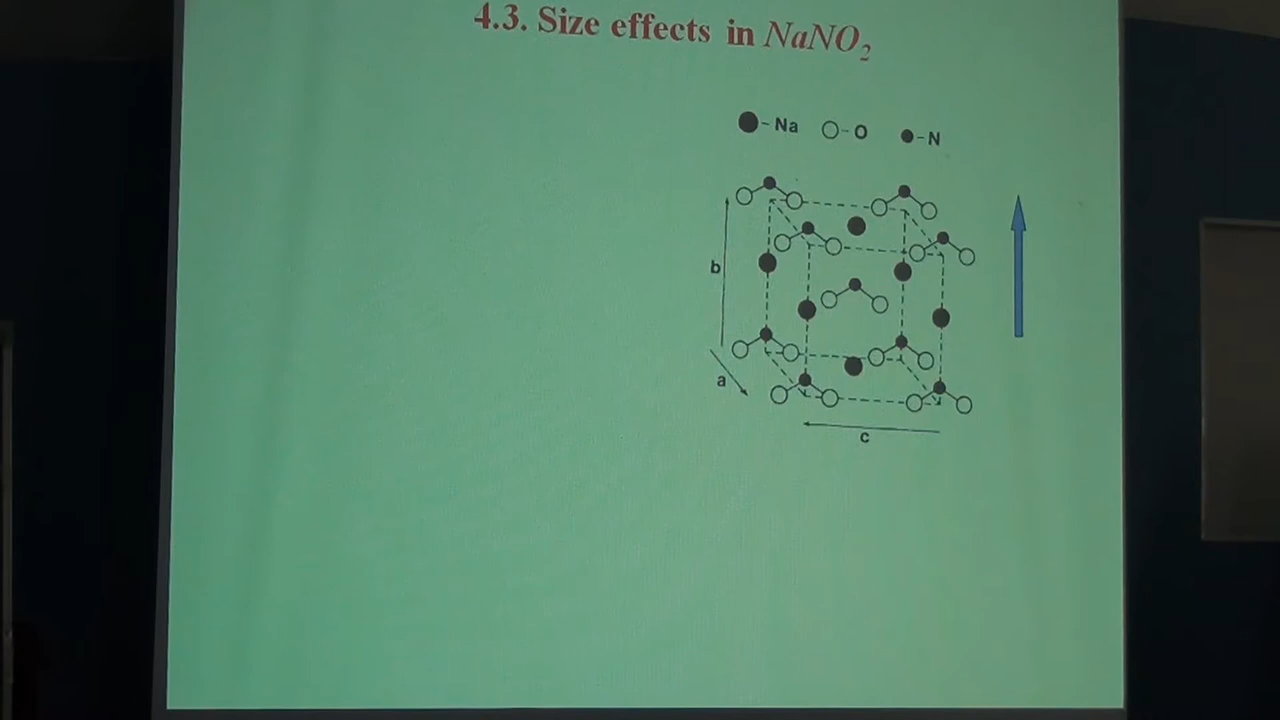 4.3. Size effects in NaNO₂
- Na - O - N
b
a
c